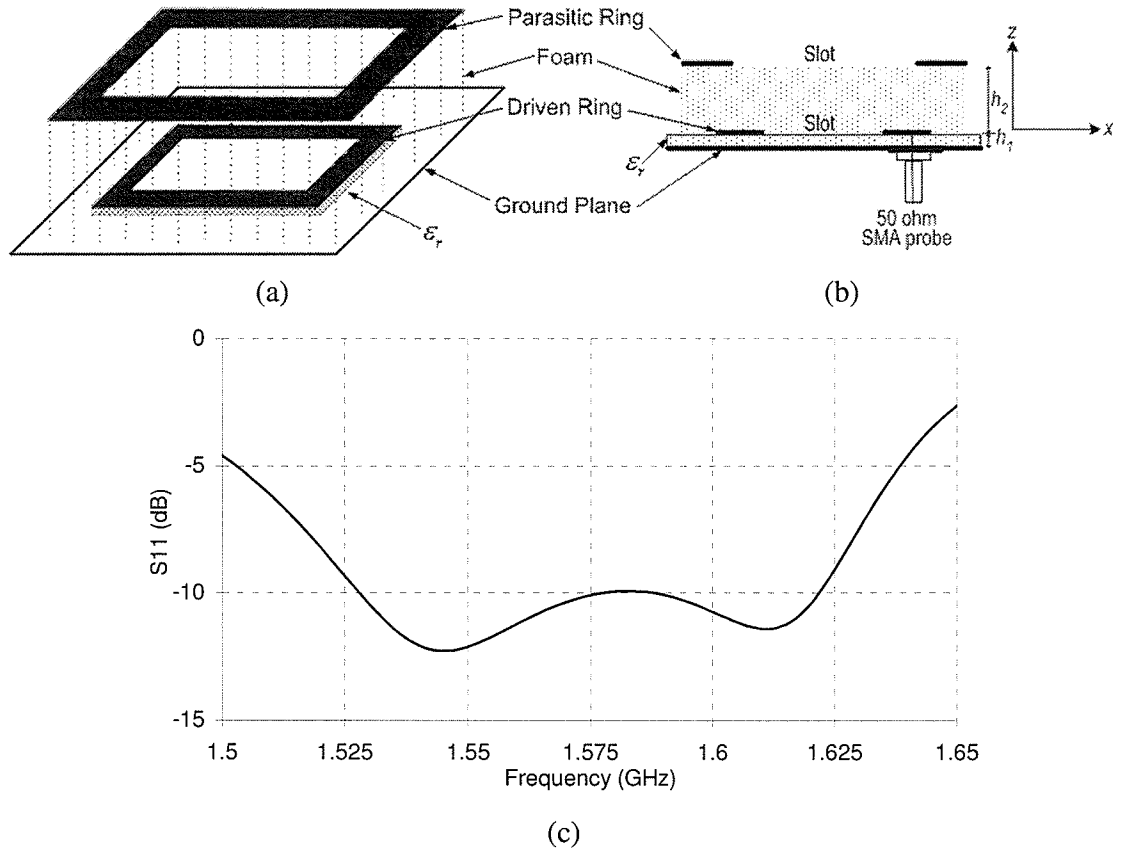 Parasitic Ring
Foam
Driven Ring
Ground Plane
εr
(a)
Slot
Slot
z
h2
h1
x
εr
50 ohm
SMA probe
(b)
0
-5
-10
-15
S11 (dB)
1.5
1.525
1.55
1.575
1.6
1.625
1.65
Frequency (GHz)
(c)